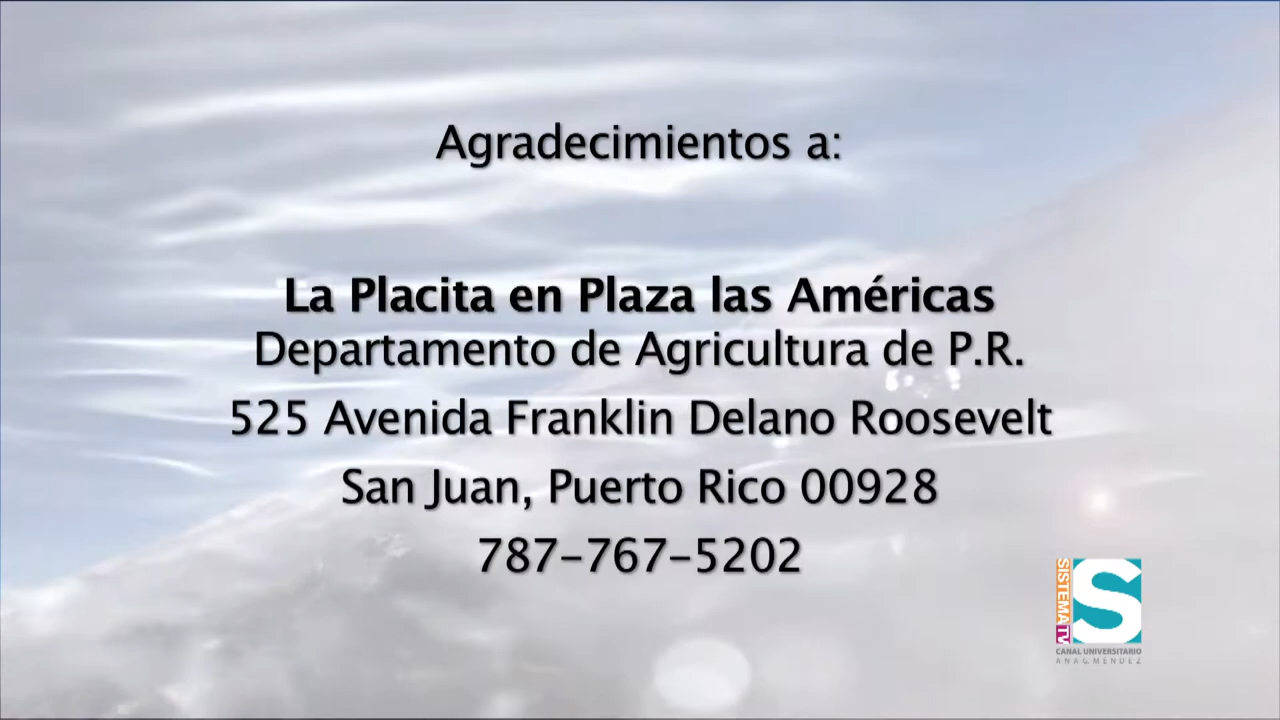 Agradecimientos a:
La Placita en Plaza las Américas
Departamento de Agricultura de P.R.
525 Avenida Franklin Delano Roosevelt
San Juan, Puerto Rico 00928
787-767-5202
SISTEMA TV
S
CANAL UNIVERSITARIO
ANA G. MÉNDEZ